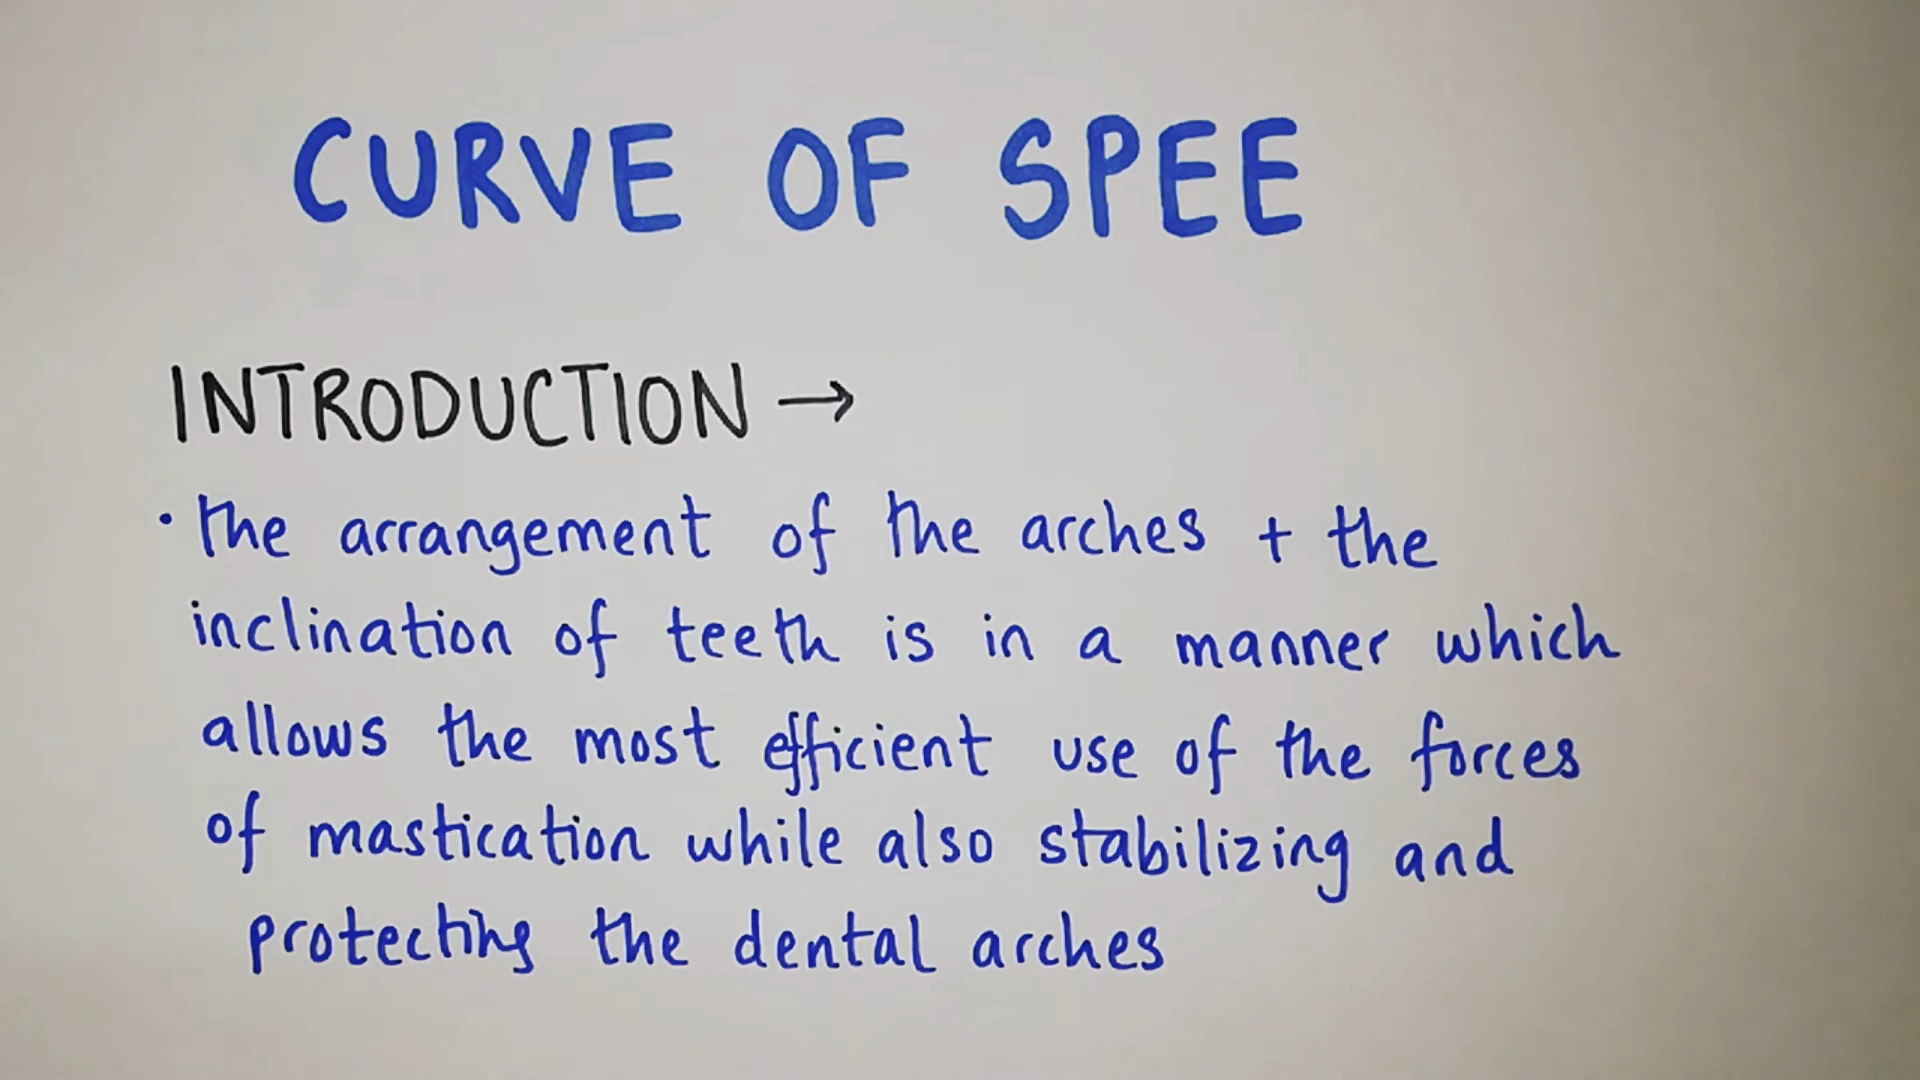 CURVE OF SPEE
INTRODUCTION →
• the arrangement of the arches + the
inclination of teeth is in a manner which
allows the most efficient use of the forces
of mastication while also stabilizing and
protecting the dental arches